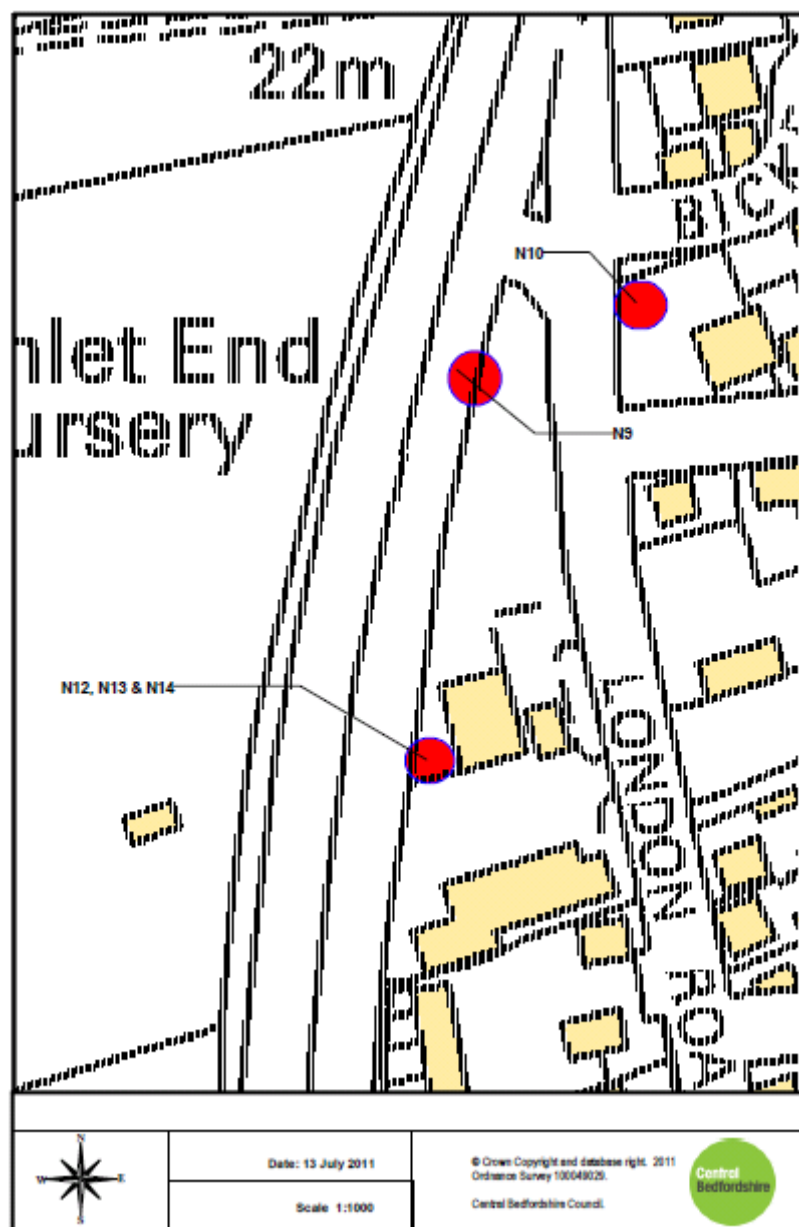 22m
BIC
N10
nlet End
ursery
N9
N12, N13 & N14
LONDON ROA
N
W E
S
Date: 13 July 2011
Scale 1:1000
© Crown Copyright and database right. 2011
Ordnance Survey 100049029.
Central Bedfordshire Council.
Central
Bedfordshire